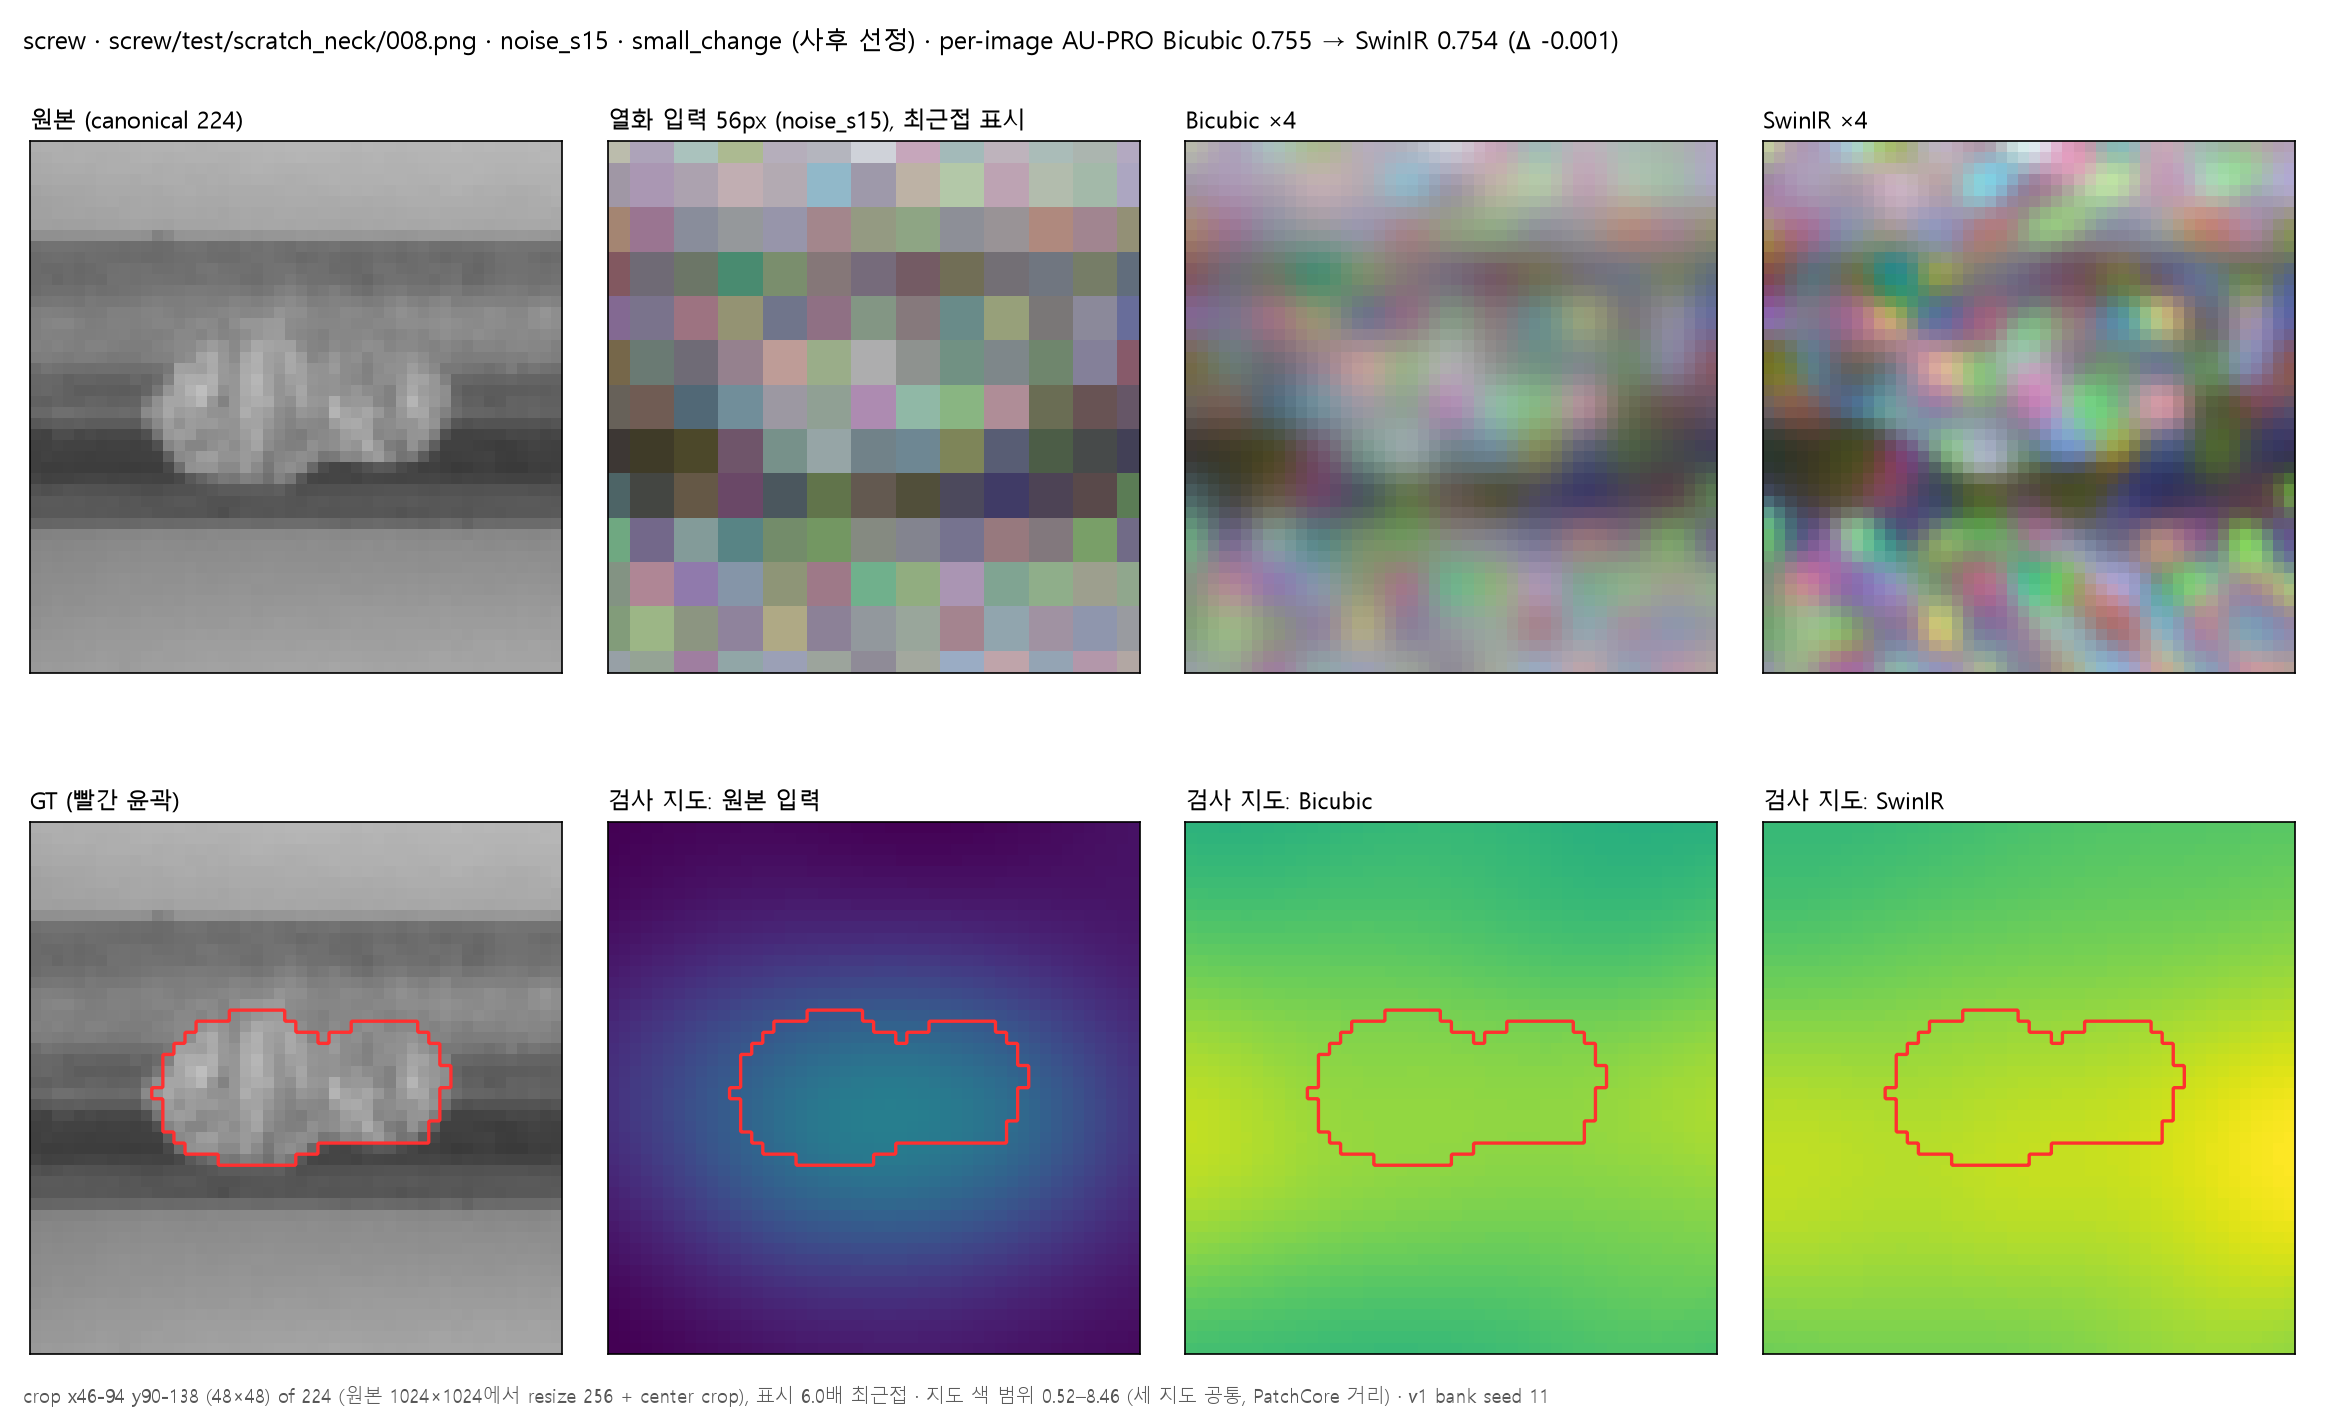 screw · screw/test/scratch_neck/008.png · noise_s15 · small_change (사후 선정) · per-image AU-PRO Bicubic 0.755 → SwinIR 0.754 (Δ -0.001)
원본 (canonical 224)
열화 입력 56px (noise_s15), 최근접 표시
Bicubic ×4
SwinIR ×4
GT (빨간 윤곽)
검사 지도: 원본 입력
검사 지도: Bicubic
검사 지도: SwinIR
crop x46-94 y90-138 (48×48) of 224 (원본 1024×1024에서 resize 256 + center crop), 표시 6.0배 최근접 · 지도 색 범위 0.52–8.46 (세 지도 공통, PatchCore 거리) · v1 bank seed 11